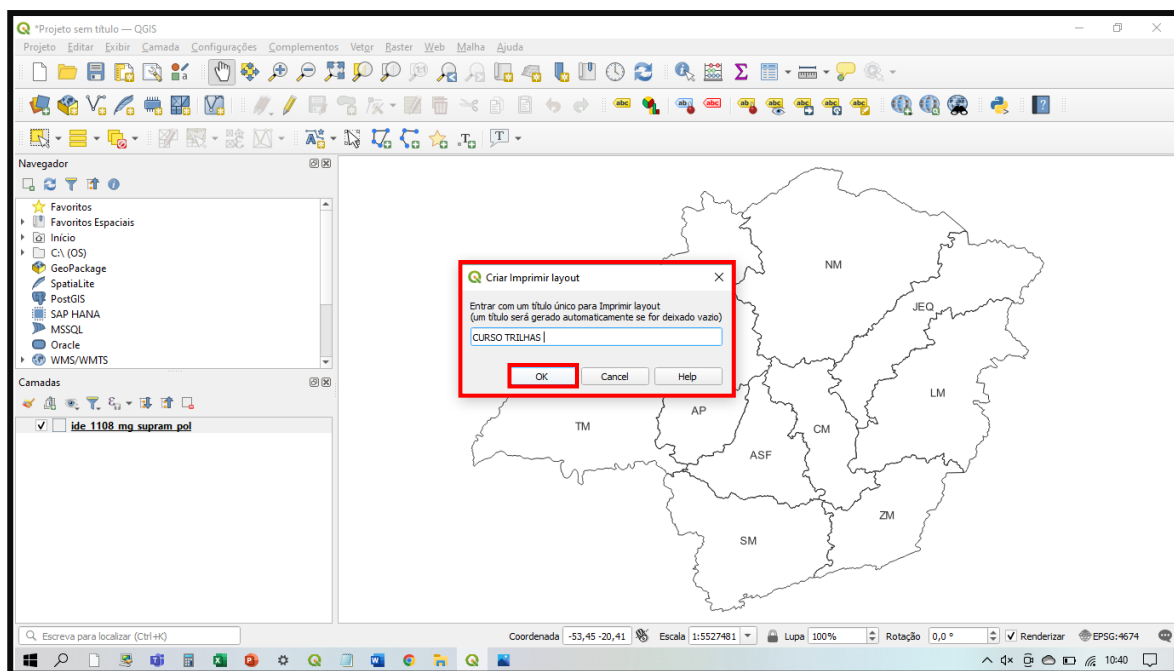 *Projeto sem título — QGIS
Projeto Editar Exibir Camada Configurações Complementos Vetor Raster Web Malha Ajuda
Navegador
Favoritos
Favoritos Espaciais
Início
C:\ (OS)
GeoPackage
SpatiaLite
PostGIS
SAP HANA
MSSQL
Oracle
WMS/WMTS
Camadas
ide_1108_mg_supram_pol
Criar Imprimir layout
Entrar com um título único para Imprimir layout
(um título será gerado automaticamente se for deixado vazio)
CURSO TRILHAS
OK Cancel Help
NM
JEQ
LM
AP
TM
CM
ASF
ZM
SM
Escreva para localizar (Ctrl+K) Coordenada -53,45 -20,41 Escala 1:5527481 Lupa 100% Rotação 0,0 ° Renderizar EPSG:4674
10:40